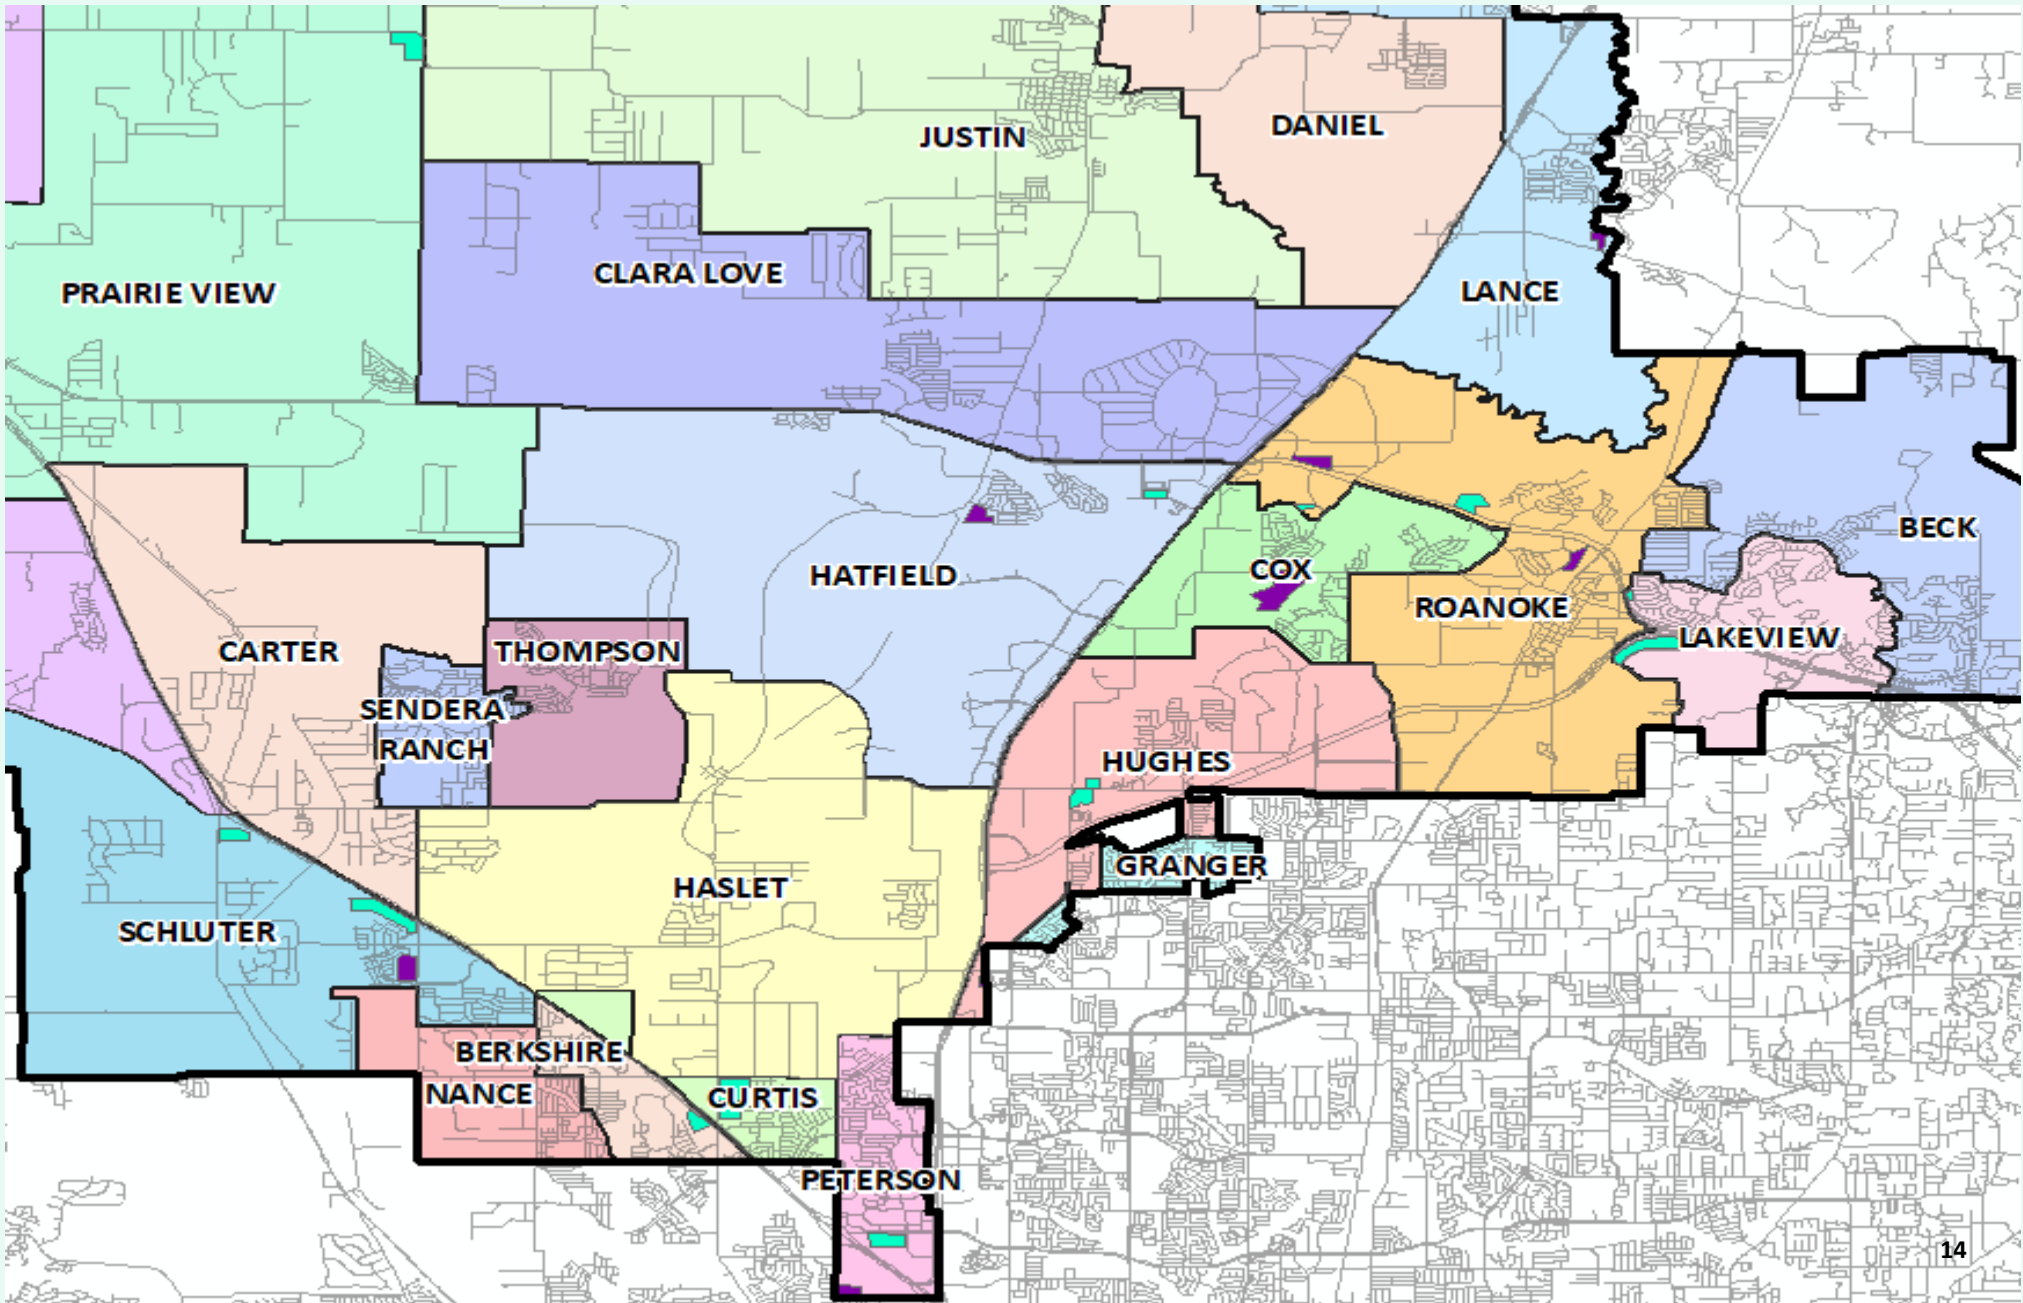 DANIEL
JUSTIN
CLARA LOVE
PRAIRIE VIEW
LANCE
BECK
HATFIELD
COX
ROANOKE
LAKEVIEW
CARTER
THOMPSON
SENDERA
RANCH
HUGHES
GRANGER
HASLET
SCHLUTER
BERKSHIRE
NANCE
CURTIS
PETERSON
14